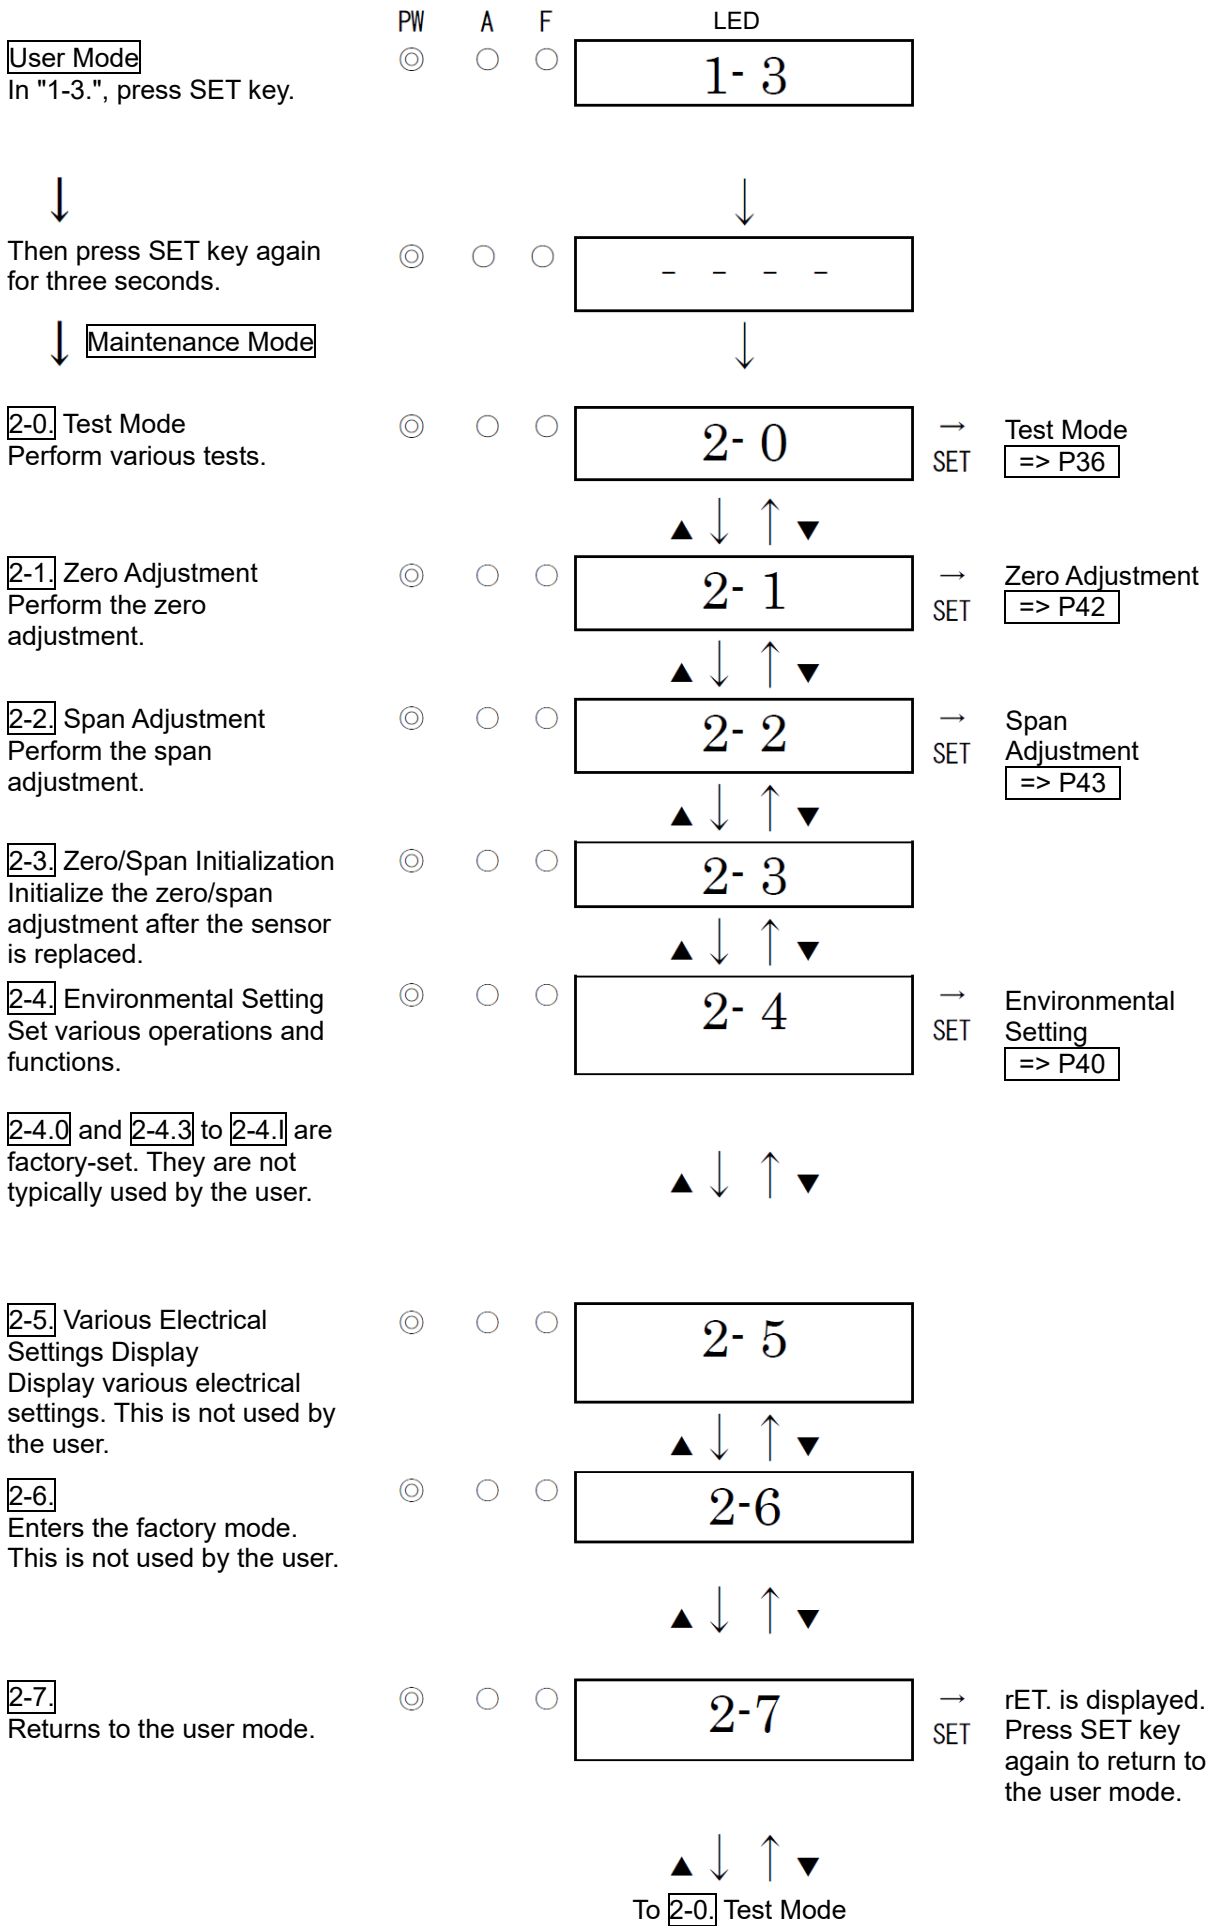 PW A F LED
User Mode
In "1-3.", press SET key.
1- 3
Then press SET key again
for three seconds.
- - - -
Maintenance Mode
2-0. Test Mode
Perform various tests.
2- 0
→ SET
Test Mode
=> P36
▲ ↓ ↑ ▼
2-1. Zero Adjustment
Perform the zero
adjustment.
2- 1
→ SET
Zero Adjustment
=> P42
▲ ↓ ↑ ▼
2-2. Span Adjustment
Perform the span
adjustment.
2- 2
→ SET
Span
Adjustment
=> P43
▲ ↓ ↑ ▼
2-3. Zero/Span Initialization
Initialize the zero/span
adjustment after the sensor
is replaced.
2- 3
▲ ↓ ↑ ▼
2-4. Environmental Setting
Set various operations and
functions.
2- 4
→ SET
Environmental
Setting
=> P40
2-4.0 and 2-4.3 to 2-4.I are
factory-set. They are not
typically used by the user.
▲ ↓ ↑ ▼
2-5. Various Electrical
Settings Display
Display various electrical
settings. This is not used by
the user.
2- 5
▲ ↓ ↑ ▼
2-6.
Enters the factory mode.
This is not used by the user.
2-6
▲ ↓ ↑ ▼
2-7.
Returns to the user mode.
2-7
→ SET
rET. is displayed.
Press SET key
again to return to
the user mode.
▲ ↓ ↑ ▼
To 2-0. Test Mode